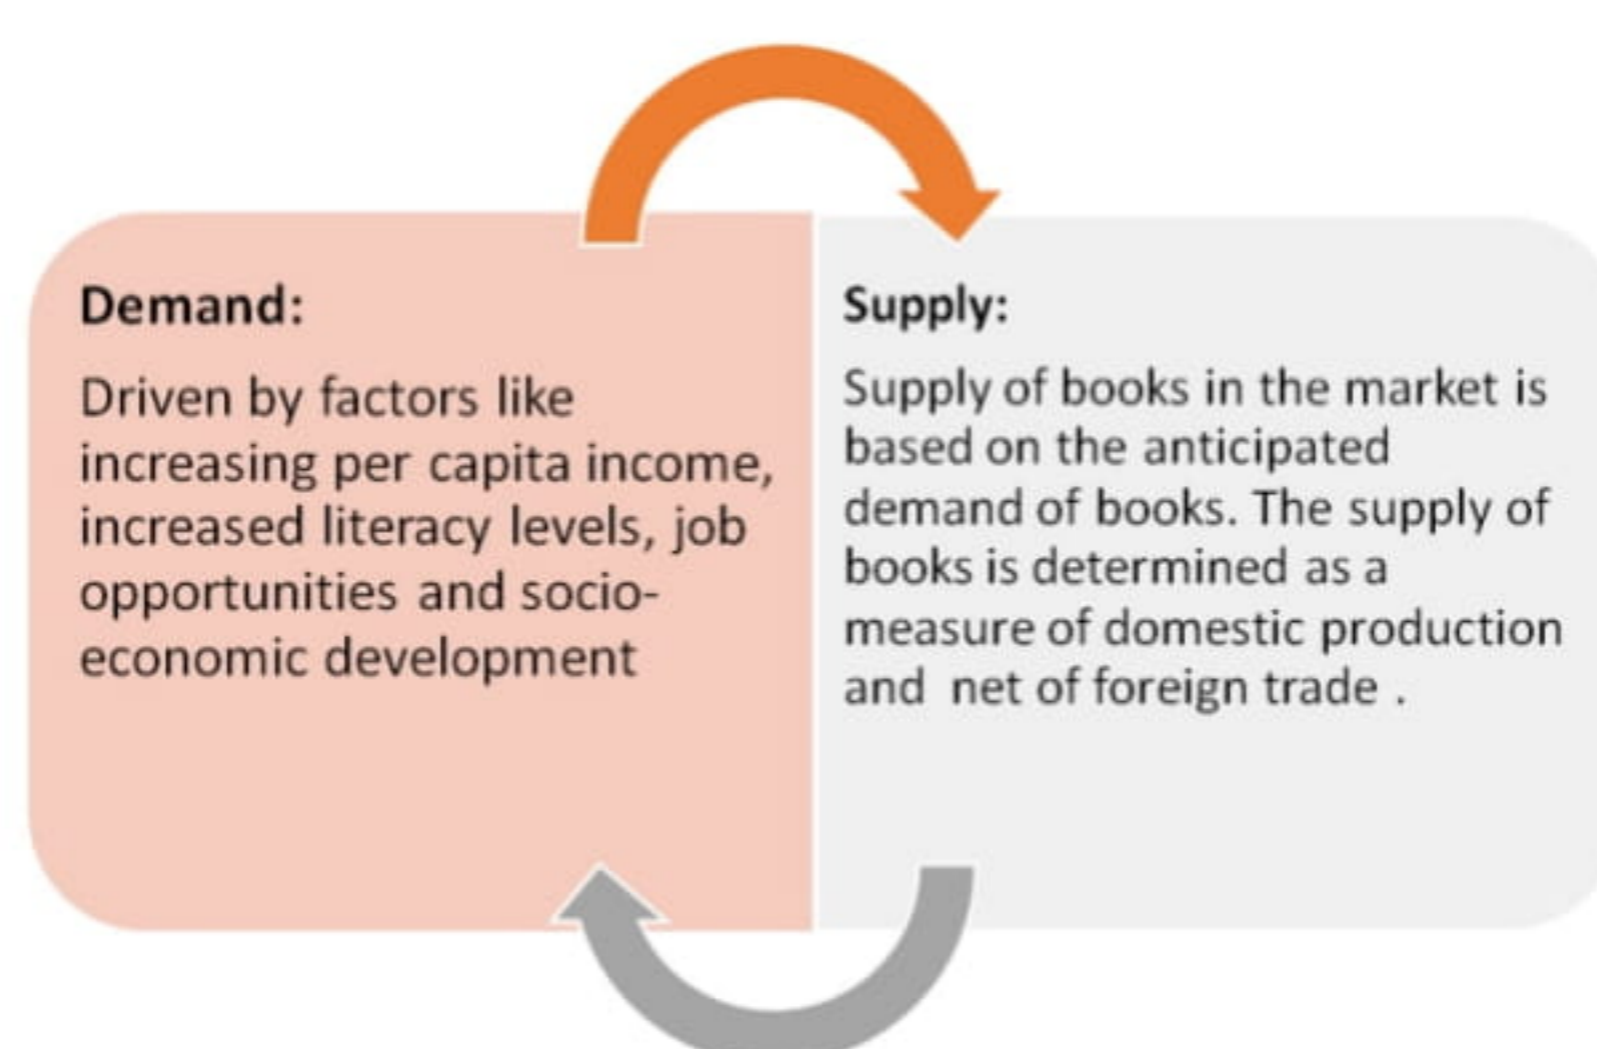 Demand:
Driven by factors like
increasing per capita income,
increased literacy levels, job
opportunities and socio-
economic development
Supply:
Supply of books in the market is
based on the anticipated
demand of books. The supply of
books is determined as a
measure of domestic production
and  net of foreign trade .